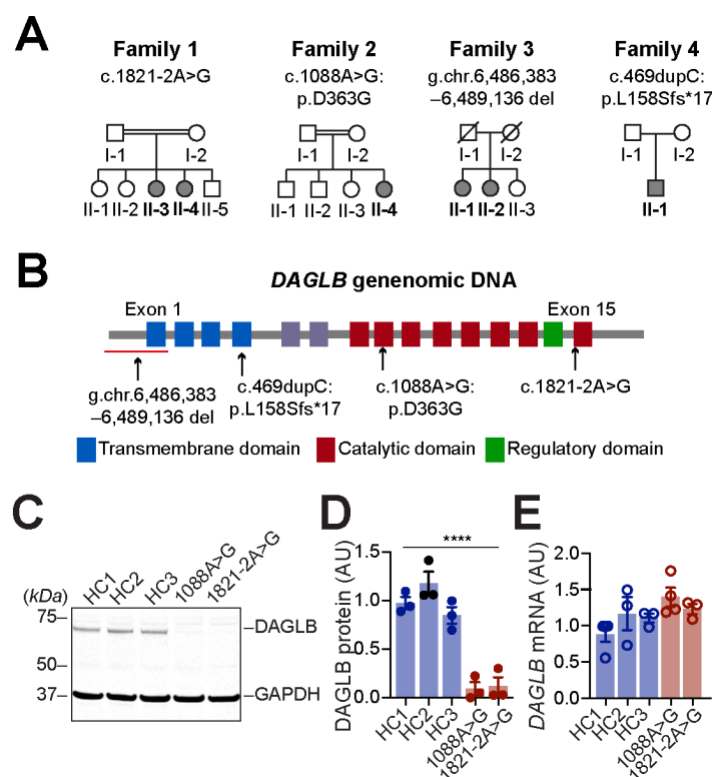 A
Family 1
c.1821-2A>G
I-1 I-2
II-1 II-2 II-3 II-4 II-5
Family 2
c.1088A>G:
p.D363G
I-1 I-2
II-1 II-2 II-3 II-4
Family 3
g.chr.6,486,383
–6,489,136 del
I-1 I-2
II-1 II-2 II-3
Family 4
c.469dupC:
p.L158Sfs*17
I-1 I-2
II-1
B
DAGLB genenomic DNA
Exon 1 Exon 15
g.chr.6,486,383
–6,489,136 del
c.469dupC:
p.L158Sfs*17
c.1088A>G:
p.D363G
c.1821-2A>G
Transmembrane domain Catalytic domain Regulatory domain
C
HC1 HC2 HC3 1088A>G 1821-2A>G
(kDa)
75–
50–
37–
–DAGLB
–GAPDH
D
DAGLB protein (AU)
****
1.5
1.0
0.5
0.0
HC1 HC2 HC3 1088A>G 1821-2A>G
E
DAGLB mRNA (AU)
2.0
1.5
1.0
0.5
0.0
HC1 HC2 HC3 1088A>G 1821-2A>G